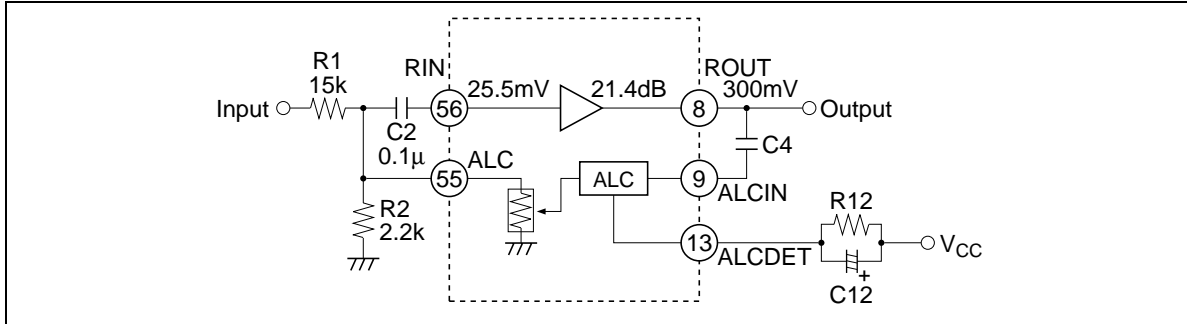 R1
15k
RIN
ROUT
25.5mV
21.4dB
300mV
Input
56
8
Output
C2
0.1μ
C4
55
ALC
ALC
9
ALCIN
R2
2.2k
R12
13
ALCDET
VCC
+
C12